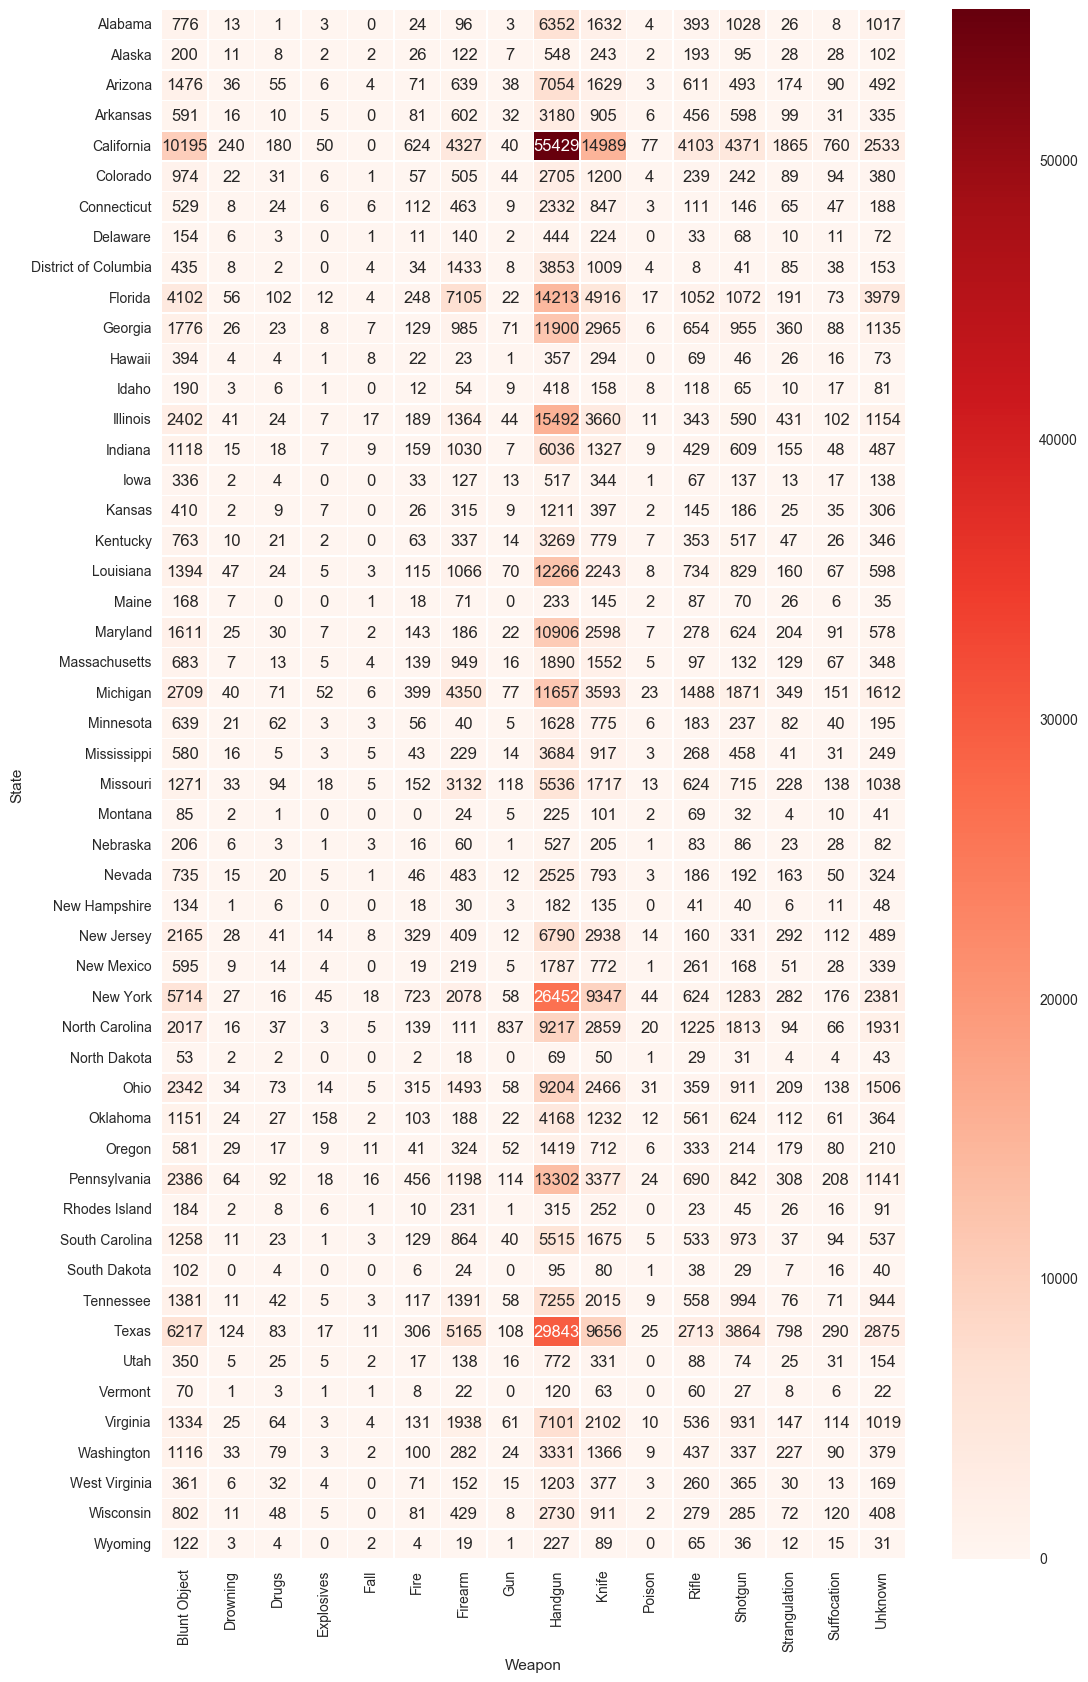 Alabama 776 13 1 3 0 24 96 3 6352 1632 4 393 1028 26 8 1017
Alaska 200 11 8 2 2 26 122 7 548 243 2 193 95 28 28 102
Arizona 1476 36 55 6 4 71 639 38 7054 1629 3 611 493 174 90 492
Arkansas 591 16 10 5 0 81 602 32 3180 905 6 456 598 99 31 335
California 10195 240 180 50 0 624 4327 40 55429 14989 77 4103 4371 1865 760 2533
50000
Colorado 974 22 31 6 1 57 505 44 2705 1200 4 239 242 89 94 380
Connecticut 529 8 24 6 6 112 463 9 2332 847 3 111 146 65 47 188
Delaware 154 6 3 0 1 11 140 2 444 224 0 33 68 10 11 72
District of Columbia 435 8 2 0 4 34 1433 8 3853 1009 4 8 41 85 38 153
Florida 4102 56 102 12 4 248 7105 22 14213 4916 17 1052 1072 191 73 3979
Georgia 1776 26 23 8 7 129 985 71 11900 2965 6 654 955 360 88 1135
Hawaii 394 4 4 1 8 22 23 1 357 294 0 69 46 26 16 73
Idaho 190 3 6 1 0 12 54 9 418 158 8 118 65 10 17 81
Illinois 2402 41 24 7 17 189 1364 44 15492 3660 11 343 590 431 102 1154
40000
Indiana 1118 15 18 7 9 159 1030 7 6036 1327 9 429 609 155 48 487
Iowa 336 2 4 0 0 33 127 13 517 344 1 67 137 13 17 138
Kansas 410 2 9 7 0 26 315 9 1211 397 2 145 186 25 35 306
Kentucky 763 10 21 2 0 63 337 14 3269 779 7 353 517 47 26 346
Louisiana 1394 47 24 5 3 115 1066 70 12266 2243 8 734 829 160 67 598
Maine 168 7 0 0 1 18 71 0 233 145 2 87 70 26 6 35
Maryland 1611 25 30 7 2 143 186 22 10906 2598 7 278 624 204 91 578
Massachusetts 683 7 13 5 4 139 949 16 1890 1552 5 97 132 129 67 348
Michigan 2709 40 71 52 6 399 4350 77 11657 3593 23 1488 1871 349 151 1612
30000
Minnesota 639 21 62 3 3 56 40 5 1628 775 6 183 237 82 40 195
Mississippi 580 16 5 3 5 43 229 14 3684 917 3 268 458 41 31 249
State
Missouri 1271 33 94 18 5 152 3132 118 5536 1717 13 624 715 228 138 1038
Montana 85 2 1 0 0 0 24 5 225 101 2 69 32 4 10 41
Nebraska 206 6 3 1 3 16 60 1 527 205 1 83 86 23 28 82
Nevada 735 15 20 5 1 46 483 12 2525 793 3 186 192 163 50 324
New Hampshire 134 1 6 0 0 18 30 3 182 135 0 41 40 6 11 48
New Jersey 2165 28 41 14 8 329 409 12 6790 2938 14 160 331 292 112 489
New Mexico 595 9 14 4 0 19 219 5 1787 772 1 261 168 51 28 339
New York 5714 27 16 45 18 723 2078 58 26452 9347 44 624 1283 282 176 2381
20000
North Carolina 2017 16 37 3 5 139 111 837 9217 2859 20 1225 1813 94 66 1931
North Dakota 53 2 2 0 0 2 18 0 69 50 1 29 31 4 4 43
Ohio 2342 34 73 14 5 315 1493 58 9204 2466 31 359 911 209 138 1506
Oklahoma 1151 24 27 158 2 103 188 22 4168 1232 12 561 624 112 61 364
Oregon 581 29 17 9 11 41 324 52 1419 712 6 333 214 179 80 210
Pennsylvania 2386 64 92 18 16 456 1198 114 13302 3377 24 690 842 308 208 1141
Rhodes Island 184 2 8 6 1 10 231 1 315 252 0 23 45 26 16 91
South Carolina 1258 11 23 1 3 129 864 40 5515 1675 5 533 973 37 94 537
South Dakota 102 0 4 0 0 6 24 0 95 80 1 38 29 7 16 40
10000
Tennessee 1381 11 42 5 3 117 1391 58 7255 2015 9 558 994 76 71 944
Texas 6217 124 83 17 11 306 5165 108 29843 9656 25 2713 3864 798 290 2875
Utah 350 5 25 5 2 17 138 16 772 331 0 88 74 25 31 154
Vermont 70 1 3 1 1 8 22 0 120 63 0 60 27 8 6 22
Virginia 1334 25 64 3 4 131 1938 61 7101 2102 10 536 931 147 114 1019
Washington 1116 33 79 3 2 100 282 24 3331 1366 9 437 337 227 90 379
West Virginia 361 6 32 4 0 71 152 15 1203 377 3 260 365 30 13 169
Wisconsin 802 11 48 5 0 81 429 8 2730 911 2 279 285 72 120 408
Wyoming 122 3 4 0 2 4 19 1 227 89 0 65 36 12 15 31
0
Blunt Object Drowning Drugs Explosives Fall Fire Firearm Gun Handgun Knife Poison Rifle Shotgun Strangulation Suffocation Unknown
Weapon